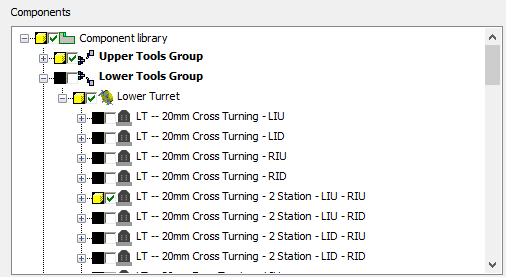 Components
Component library
Upper Tools Group
Lower Tools Group
Lower Turret
LT -- 20mm Cross Turning - LIU
LT -- 20mm Cross Turning - LID
LT -- 20mm Cross Turning - RIU
LT -- 20mm Cross Turning - RID
LT -- 20mm Cross Turning - 2 Station - LIU - RIU
LT -- 20mm Cross Turning - 2 Station - LIU - RID
LT -- 20mm Cross Turning - 2 Station - LID - RIU
LT -- 20mm Cross Turning - 2 Station - LID - RID